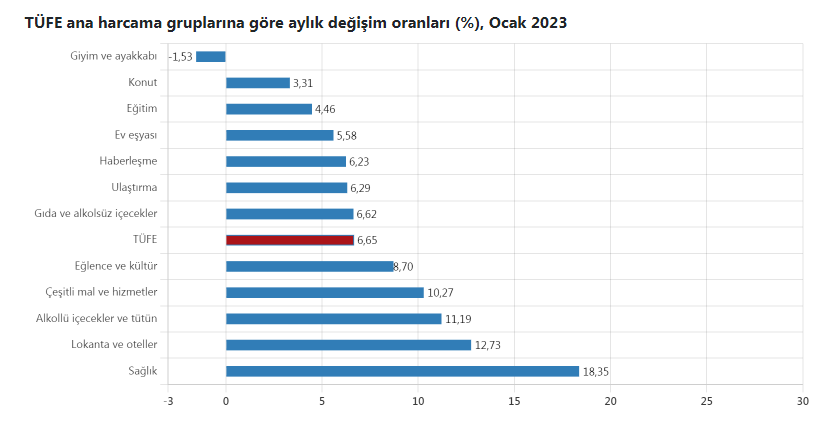 TÜFE ana harcama gruplarına göre aylık değişim oranları (%), Ocak 2023
Giyim ve ayakkabı -1,53
Konut 3,31
Eğitim 4,46
Ev eşyası 5,58
Haberleşme 6,23
Ulaştırma 6,29
Gıda ve alkolsüz içecekler 6,62
TÜFE 6,65
Eğlence ve kültür 8,70
Çeşitli mal ve hizmetler 10,27
Alkollü içecekler ve tütün 11,19
Lokanta ve oteller 12,73
Sağlık 18,35
-3 0 5 10 15 20 25 30